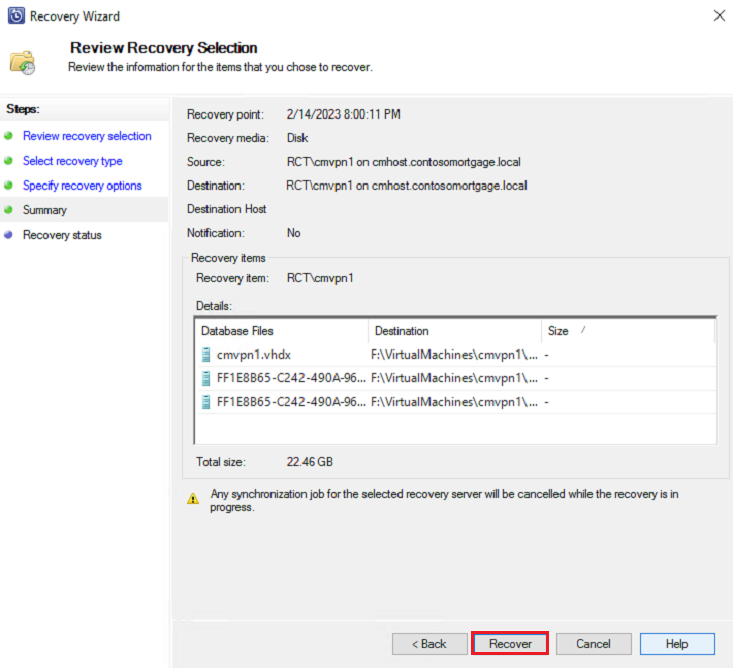 Recovery Wizard
Review Recovery Selection
Review the information for the items that you chose to recover.
Steps:
Review recovery selection
Select recovery type
Specify recovery options
Summary
Recovery status
Recovery point: 2/14/2023 8:00:11 PM
Recovery media: Disk
Source: RCT\cmvpn1 on cmhost.contosomortgage.local
Destination: RCT\cmvpn1 on cmhost.contosomortgage.local
Destination Host
Notification: No
Recovery items
Recovery item: RCT\cmvpn1
Details:
Database Files Destination Size /
cmvpn1.vhdx F:\VirtualMachines\cmvpn1\... -
FF1E8B65-C242-490A-96... F:\VirtualMachines\cmvpn1\... -
FF1E8B65-C242-490A-96... F:\VirtualMachines\cmvpn1\... -
Total size: 22.46 GB
Any synchronization job for the selected recovery server will be cancelled while the recovery is in
progress.
< Back Recover Cancel Help